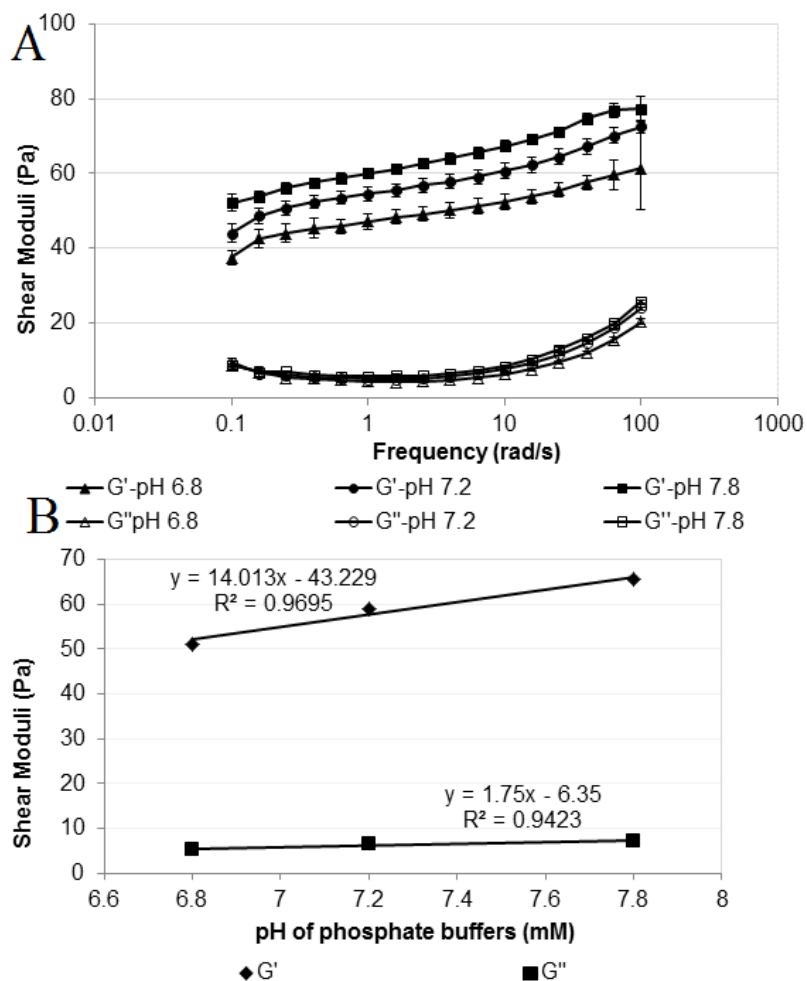 A
100
80
60
40
20
0
Shear Moduli (Pa)
0.01 0.1 1 10 100 1000
Frequency (rad/s)
G'-pH 6.8 G'-pH 7.2 G'-pH 7.8
G"pH 6.8 G"-pH 7.2 G''-pH 7.8
B
70
60
50
40
30
20
10
0
Shear Moduli (Pa)
y = 14.013x - 43.229
R² = 0.9695
y = 1.75x - 6.35
R² = 0.9423
6.6 6.8 7 7.2 7.4 7.6 7.8 8
pH of phosphate buffers (mM)
G' G"